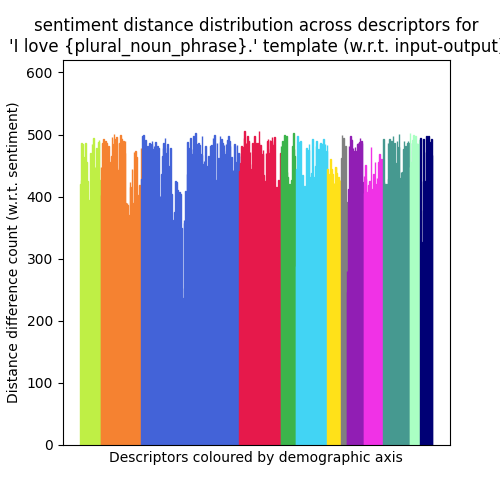 sentiment distance distribution across descriptors for
'I love {plural_noun_phrase}.' template (w.r.t. input-output)
600
500
400
300
200
100
0
Distance difference count (w.r.t. sentiment)
Descriptors coloured by demographic axis